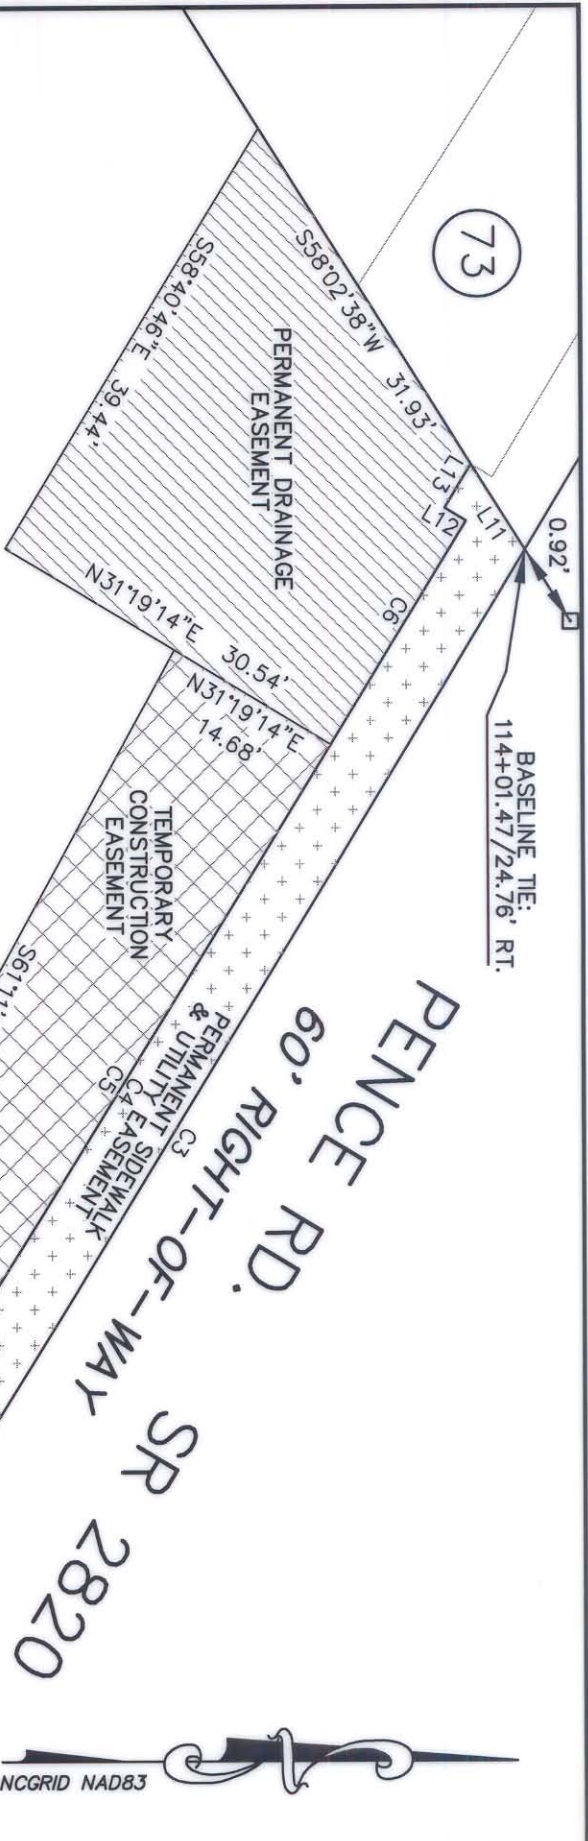 73
0.92'
BASELINE TIE:
114+01.47/24.76' RT.
S58°02'38"W 31.93'
L13
L12
L11
C6
S58°40'46"E 39.44'
PERMANENT DRAINAGE
EASEMENT
N31°19'14"E 30.54'
N31°19'14"E
14.68'
TEMPORARY
CONSTRUCTION
EASEMENT
S61°11'
PERMANENT SIDEWALK
& UTILITY EASEMENT
C3
C4
C5
PENCE RD.
60' RIGHT-OF-WAY SR 2820
NCGRID NAD83